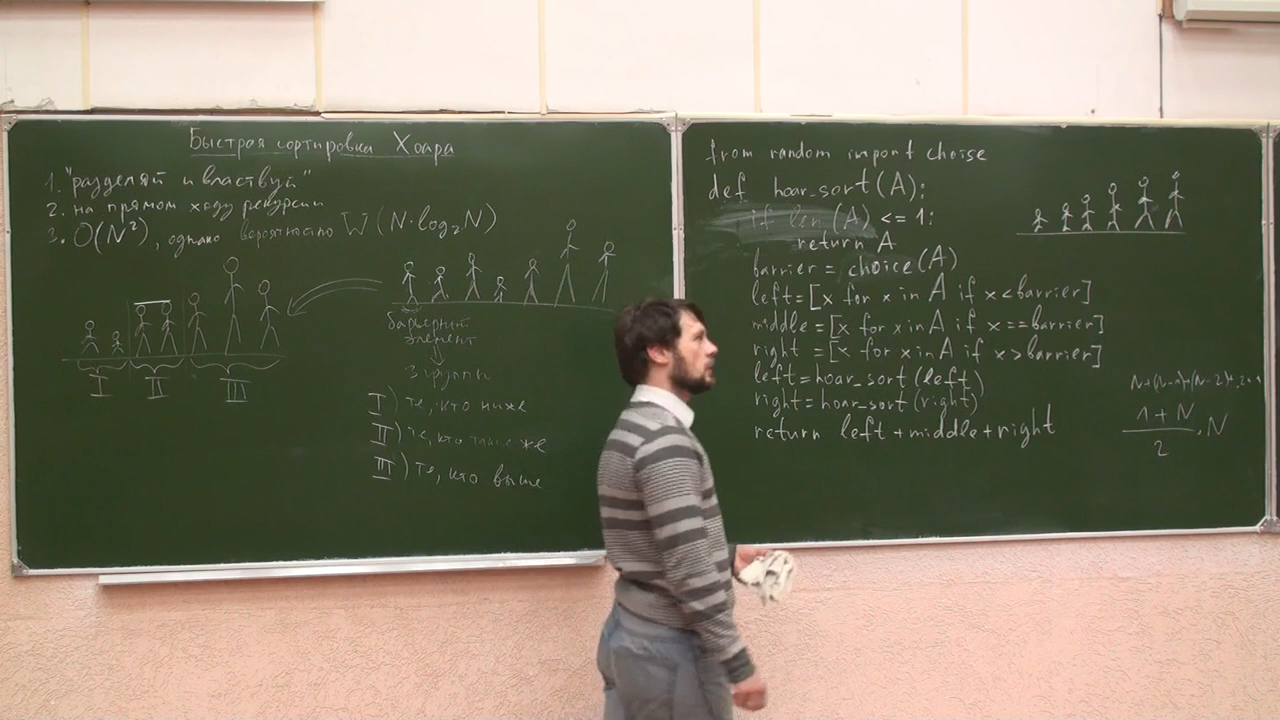 Быстрая сортировка Хоара
1. "разделяй и властвуй"
2. на прямом ходу рекурсии
3. O(N²), однако вероятностно W(N·log₂N)
I II III
барьерный
элемент
3 группы
I) те, кто ниже
II) те, кто такие же
III) те, кто выше
from random import choise
def hoar_sort(A):
if len(A) <= 1:
return A
barrier = choice(A)
left=[x for x in A if x<barrier]
middle=[x for x in A if x==barrier]
right =[x for x in A if x>barrier]
left=hoar_sort(left)
right=hoar_sort(right)
return left+middle+right
N+(N-1)+(N-2)+
1+N
2
·N